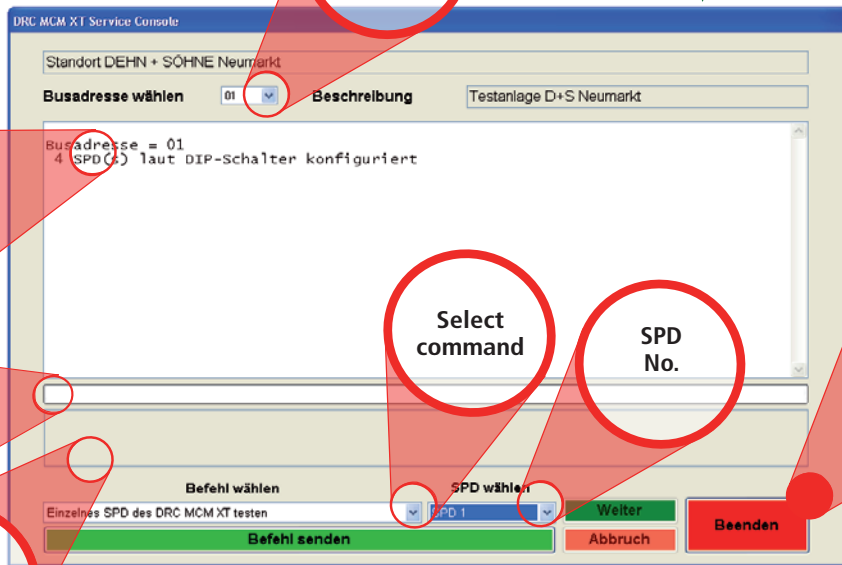 DRC MCM XT Service Console
Standort DEHN + SÖHNE Neumarkt
Busadresse wählen 01 Beschreibung Testanlage D+S Neumarkt
Busadresse = 01
4 SPD(s) laut DIP-Schalter konfiguriert
Select
command
SPD
No.
Befehl wählen SPD wählen
Einzelnes SPD des DRC MCM XT testen SPD 1 Weiter
Beenden
Befehl senden Abbruch